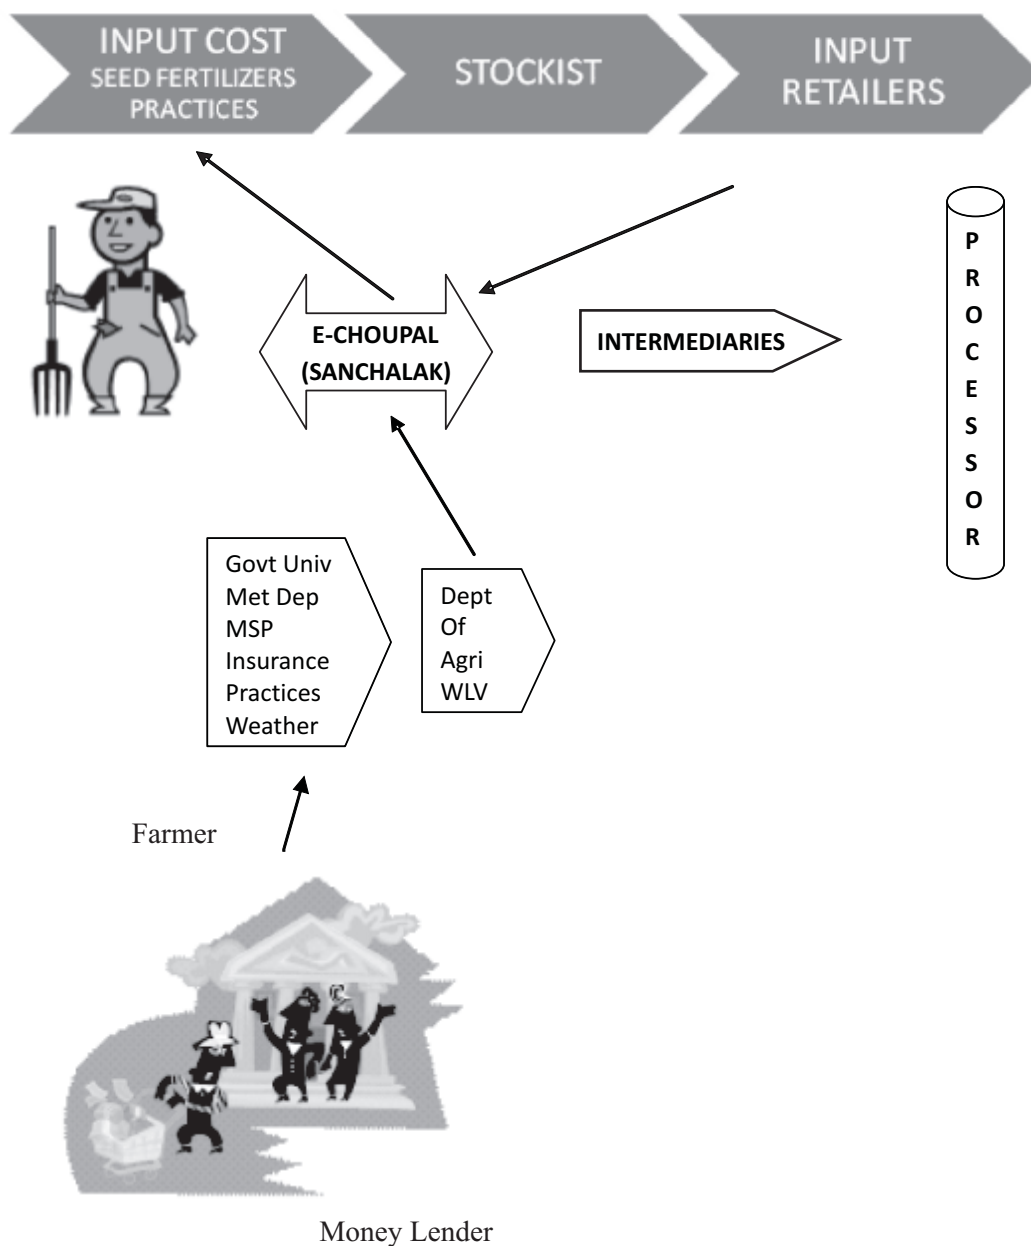 INPUT COST
SEED FERTILIZERS
PRACTICES
STOCKIST
INPUT
RETAILERS
E-CHOUPAL
(SANCHALAK)
INTERMEDIARIES
P
R
O
C
E
S
S
O
R
Govt Univ
Met Dep
MSP
Insurance
Practices
Weather
Dept
Of
Agri
WLV
Farmer
Money Lender